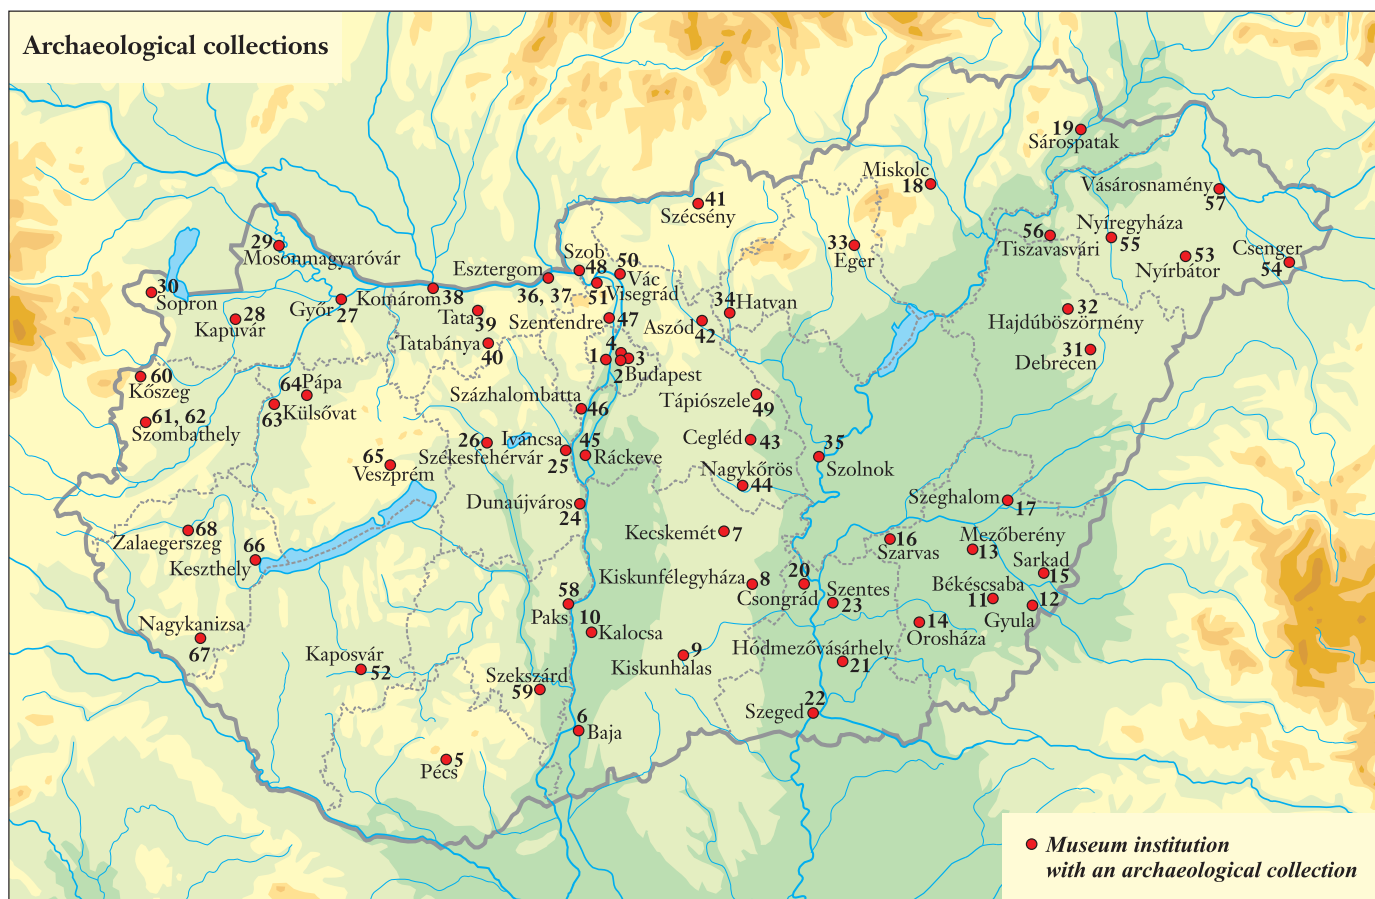 Archaeological collections
19
Sárospatak
Miskolc
18
Vásárosnamény
57
41
Szécsény
Nyíregyháza
55
56
Tiszavasvári
33
Eger
53
Nyírbátor
Csenger
54
29
Mosonmagyaróvár
Szob
48
50
Vác
Esztergom
36, 37
51
Visegrád
30
Sopron
Komárom
38
34
Hatvan
Győr
27
28
Kapuvár
Tata
39
Szentendre
47
Aszód
42
32
Hajdúböszörmény
Tatabánya
40
4
1
3
2
Budapest
31
Debrecen
60
Kőszeg
64
Pápa
63
Külsővat
Százhalombatta
46
Tápiószele
49
61, 62
Szombathely
26
Székesfehérvár
Iváncsa
25
45
Ráckeve
Cegléd
43
35
Szolnok
65
Veszprém
Nagykőrös
44
Dunaújváros
24
Szeghalom
17
68
Zalaegerszeg
Kecskemét
7
16
Szarvas
Mezőberény
13
66
Keszthely
Sarkad
15
Kiskunfélegyháza
8
20
Csongrád
Szentes
23
Békéscsaba
11
12
Gyula
58
Paks
10
Kalocsa
14
Orosháza
Nagykanizsa
67
Kaposvár
52
9
Kiskunhalas
Hódmezővásárhely
21
Szekszárd
59
22
Szeged
6
Baja
5
Pécs
Museum institution
with an archaeological collection